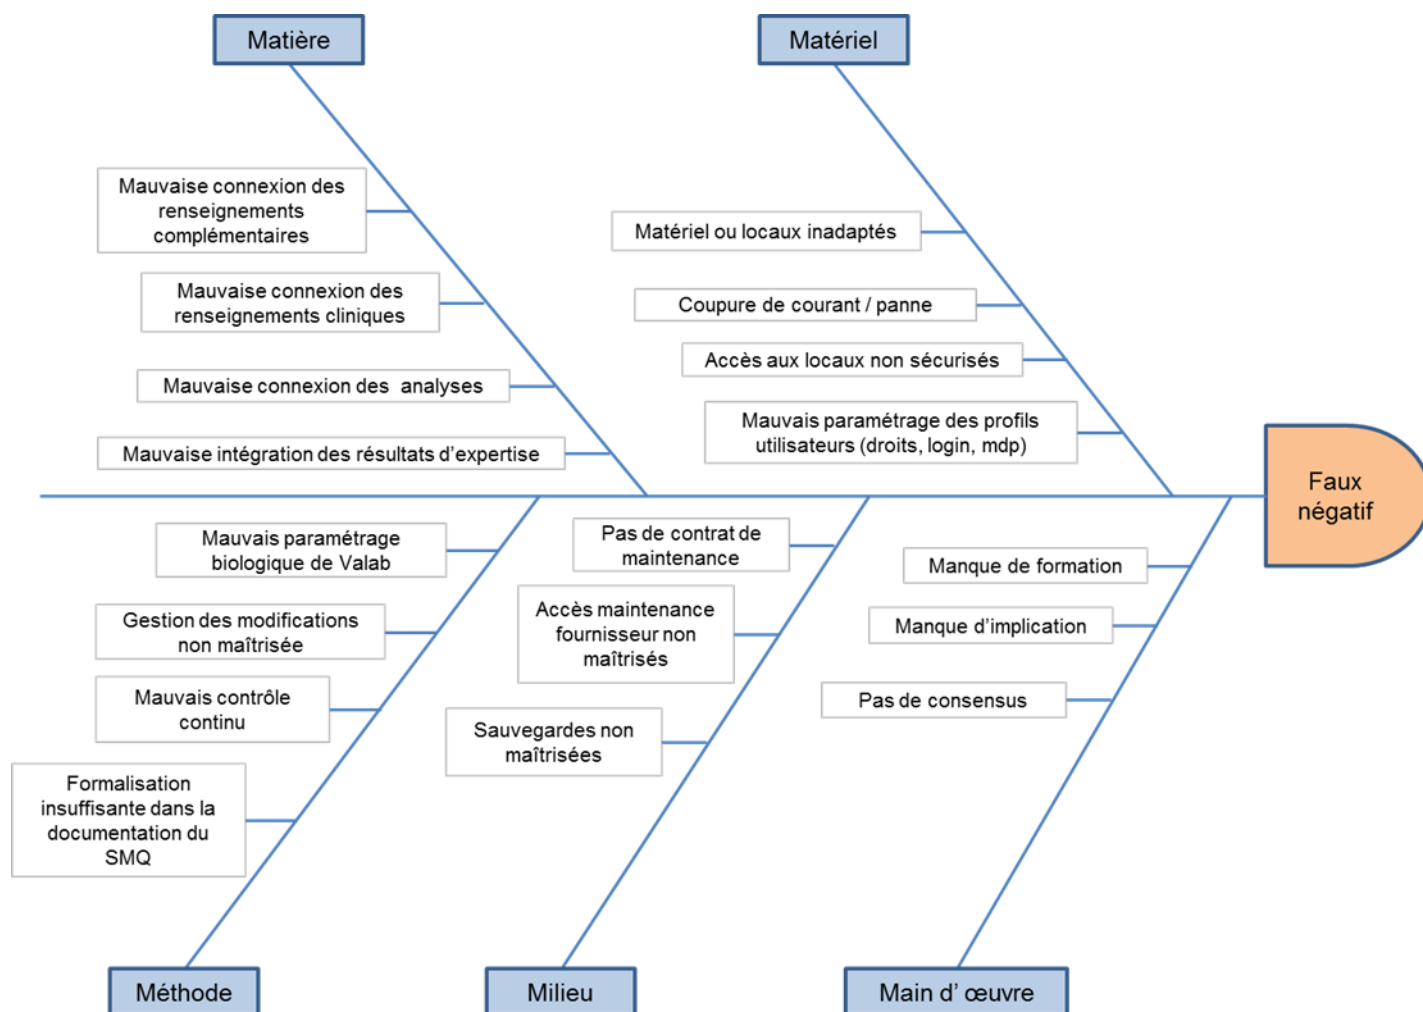 Matière
Matériel
Mauvaise connexion des
renseignements
complémentaires
Mauvaise connexion des
renseignements cliniques
Mauvaise connexion des analyses
Mauvaise intégration des résultats d'expertise
Matériel ou locaux inadaptés
Coupure de courant / panne
Accès aux locaux non sécurisés
Mauvais paramétrage des profils
utilisateurs (droits, login, mdp)
Faux
négatif
Mauvais paramétrage
biologique de Valab
Gestion des modifications
non maîtrisée
Mauvais contrôle
continu
Formalisation
insuffisante dans la
documentation du
SMQ
Pas de contrat de
maintenance
Accès maintenance
fournisseur non
maîtrisés
Sauvegardes non
maîtrisées
Manque de formation
Manque d'implication
Pas de consensus
Méthode
Milieu
Main d' œuvre